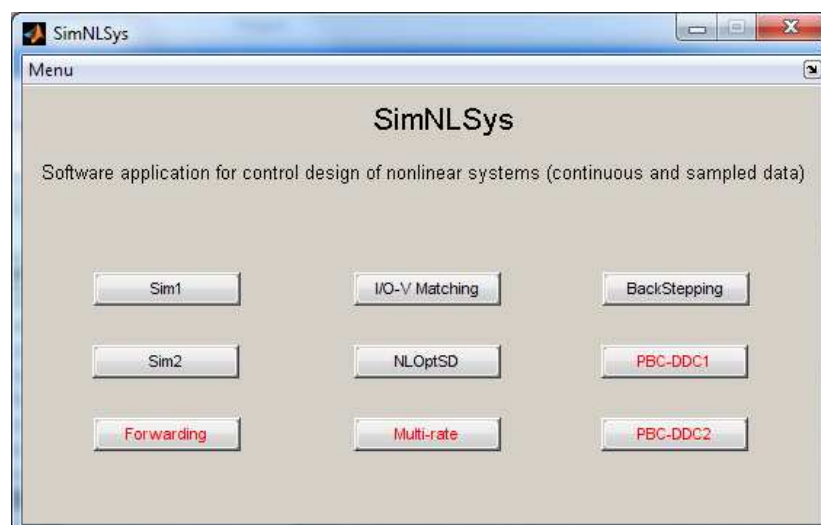 SimNLSys
Menu
SimNLSys
Software application for control design of nonlinear systems (continuous and sampled data)
Sim1 I/O-V Matching BackStepping
Sim2 NLOptSD PBC-DDC1
Forwarding Multi-rate PBC-DDC2